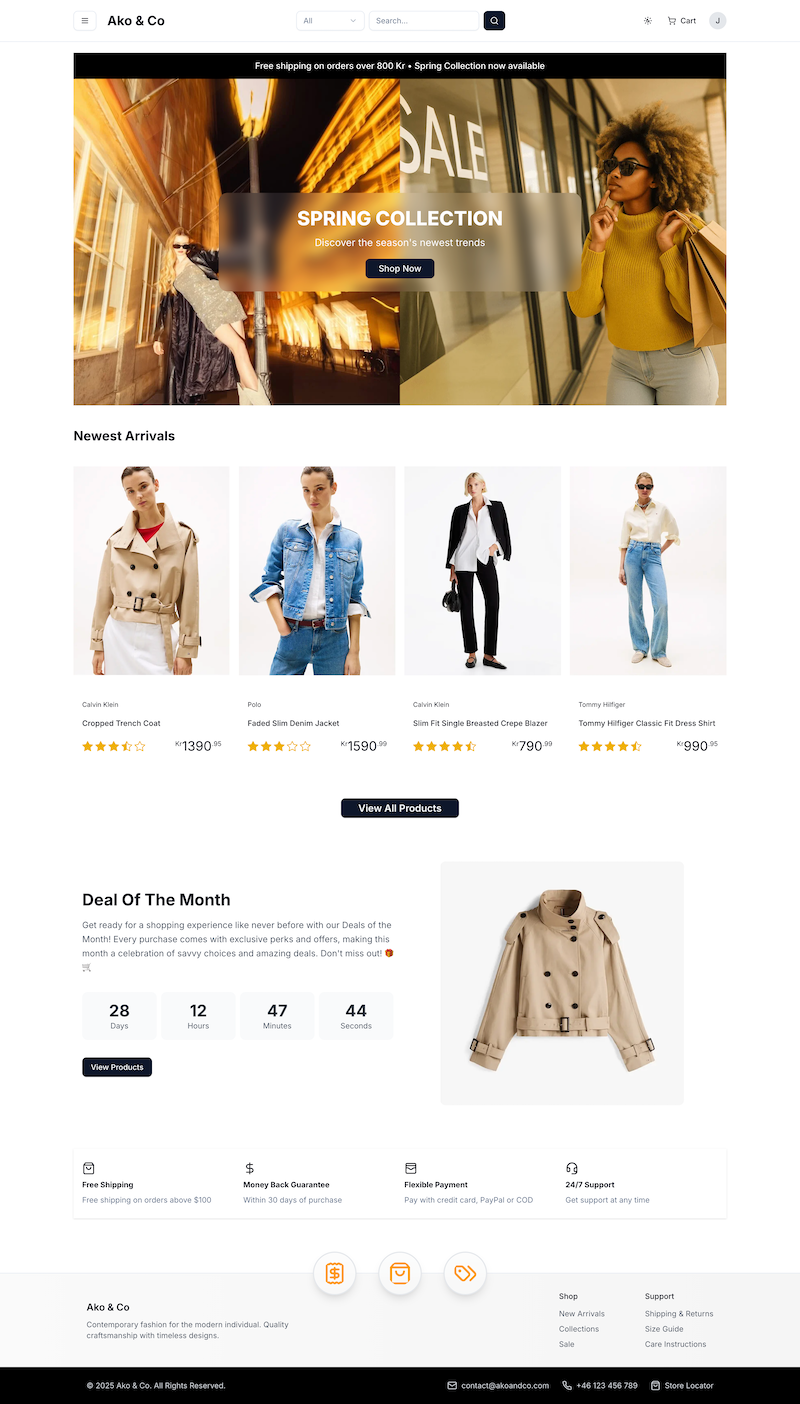 Ako & Co
All
Search...
Cart
J
Free shipping on orders over 800 Kr • Spring Collection now available
SALE
SPRING COLLECTION
Discover the season's newest trends
Shop Now
Newest Arrivals
Calvin Klein
Cropped Trench Coat
Kr1390.95
Polo
Faded Slim Denim Jacket
Kr1590.99
Calvin Klein
Slim Fit Single Breasted Crepe Blazer
Kr790.99
Tommy Hilfiger
Tommy Hilfiger Classic Fit Dress Shirt
Kr990.95
View All Products
Deal Of The Month
Get ready for a shopping experience like never before with our Deals of the
Month! Every purchase comes with exclusive perks and offers, making this
month a celebration of savvy choices and amazing deals. Don't miss out! 🎁
🛒
28
Days
12
Hours
47
Minutes
44
Seconds
View Products
Free Shipping
Free shipping on orders above $100
Money Back Guarantee
Within 30 days of purchase
Flexible Payment
Pay with credit card, PayPal or COD
24/7 Support
Get support at any time
Ako & Co
Contemporary fashion for the modern individual. Quality
craftsmanship with timeless designs.
Shop
New Arrivals
Collections
Sale
Support
Shipping & Returns
Size Guide
Care Instructions
© 2025 Ako & Co. All Rights Reserved.
contact@akoandco.com
+46 123 456 789
Store Locator